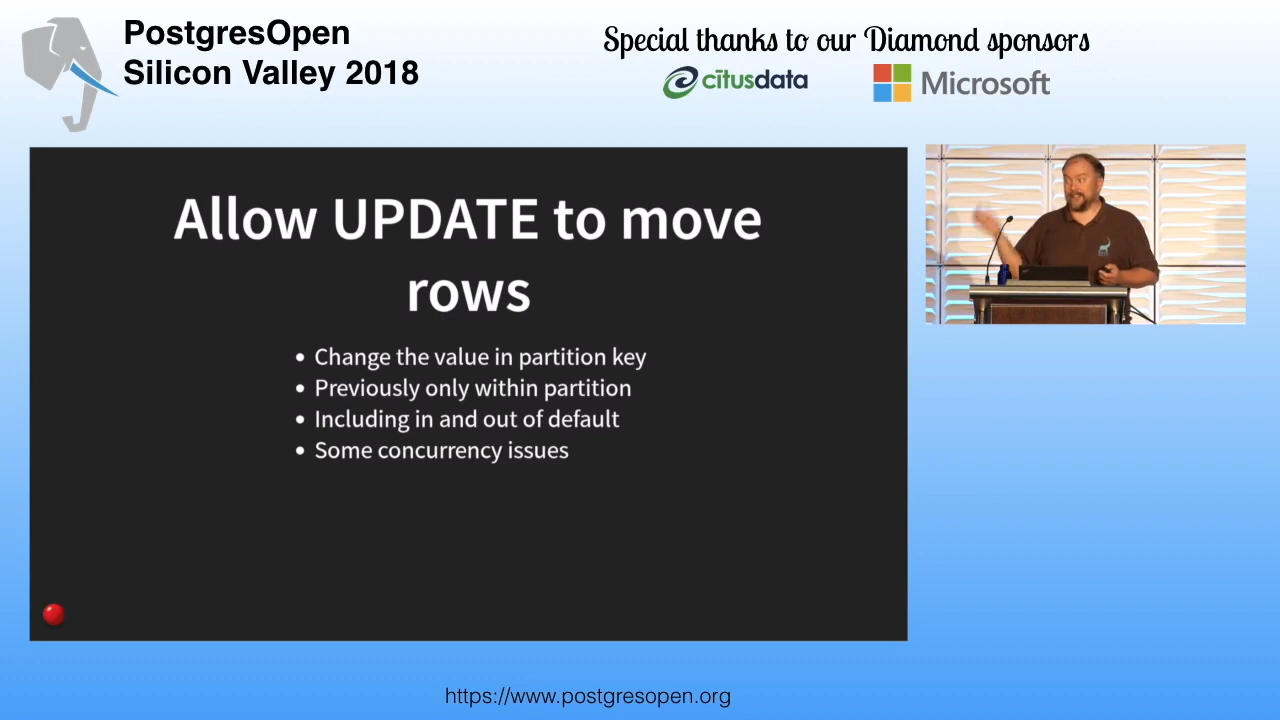 PostgresOpen
Silicon Valley 2018
Special thanks to our Diamond sponsors
citusdata
Microsoft
Allow UPDATE to move
rows
• Change the value in partition key
• Previously only within partition
• Including in and out of default
• Some concurrency issues
https://www.postgresopen.org